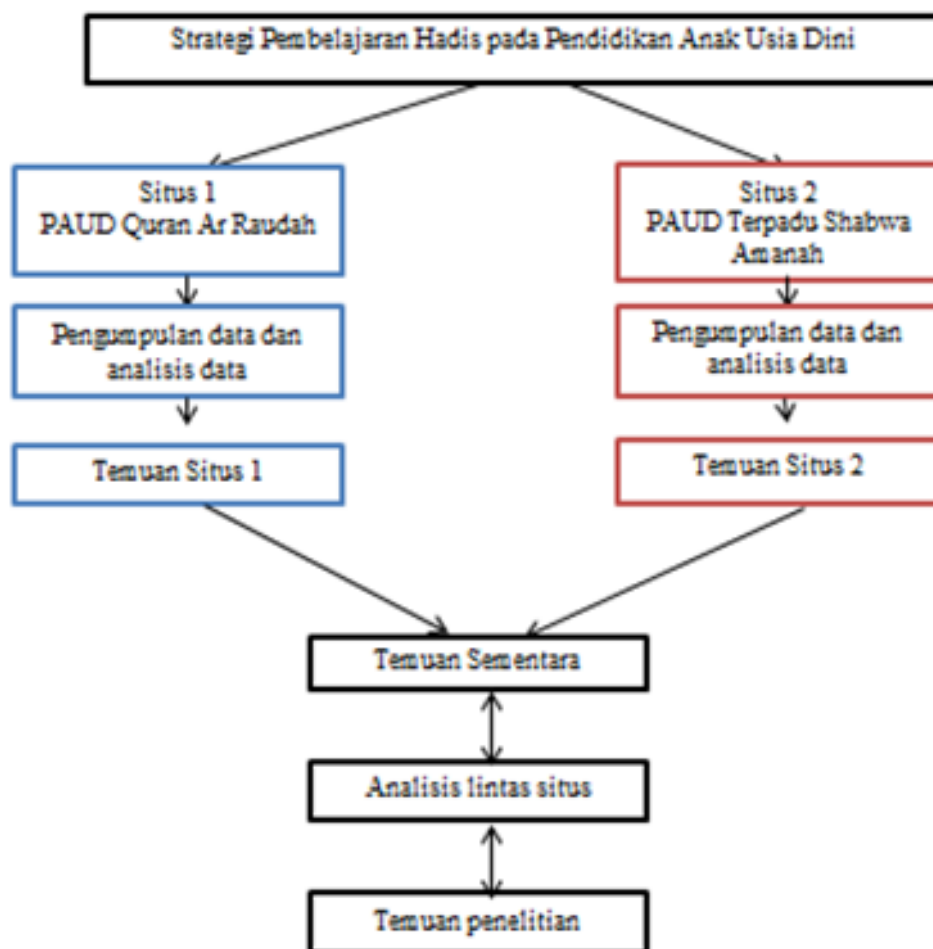 Strategi Pembelajaran Hadis pada Pendidikan Anak Usia Dini
Situs 1
PAUD Quran Ar Raudah
Situs 2
PAUD Terpadu Shabwa
Amanah
Pengumpulan data dan
analisis data
Pengumpulan data dan
analisis data
Temuan Situs 1
Temuan Situs 2
Temuan Sementara
Analisis lintas situs
Temuan penelitian